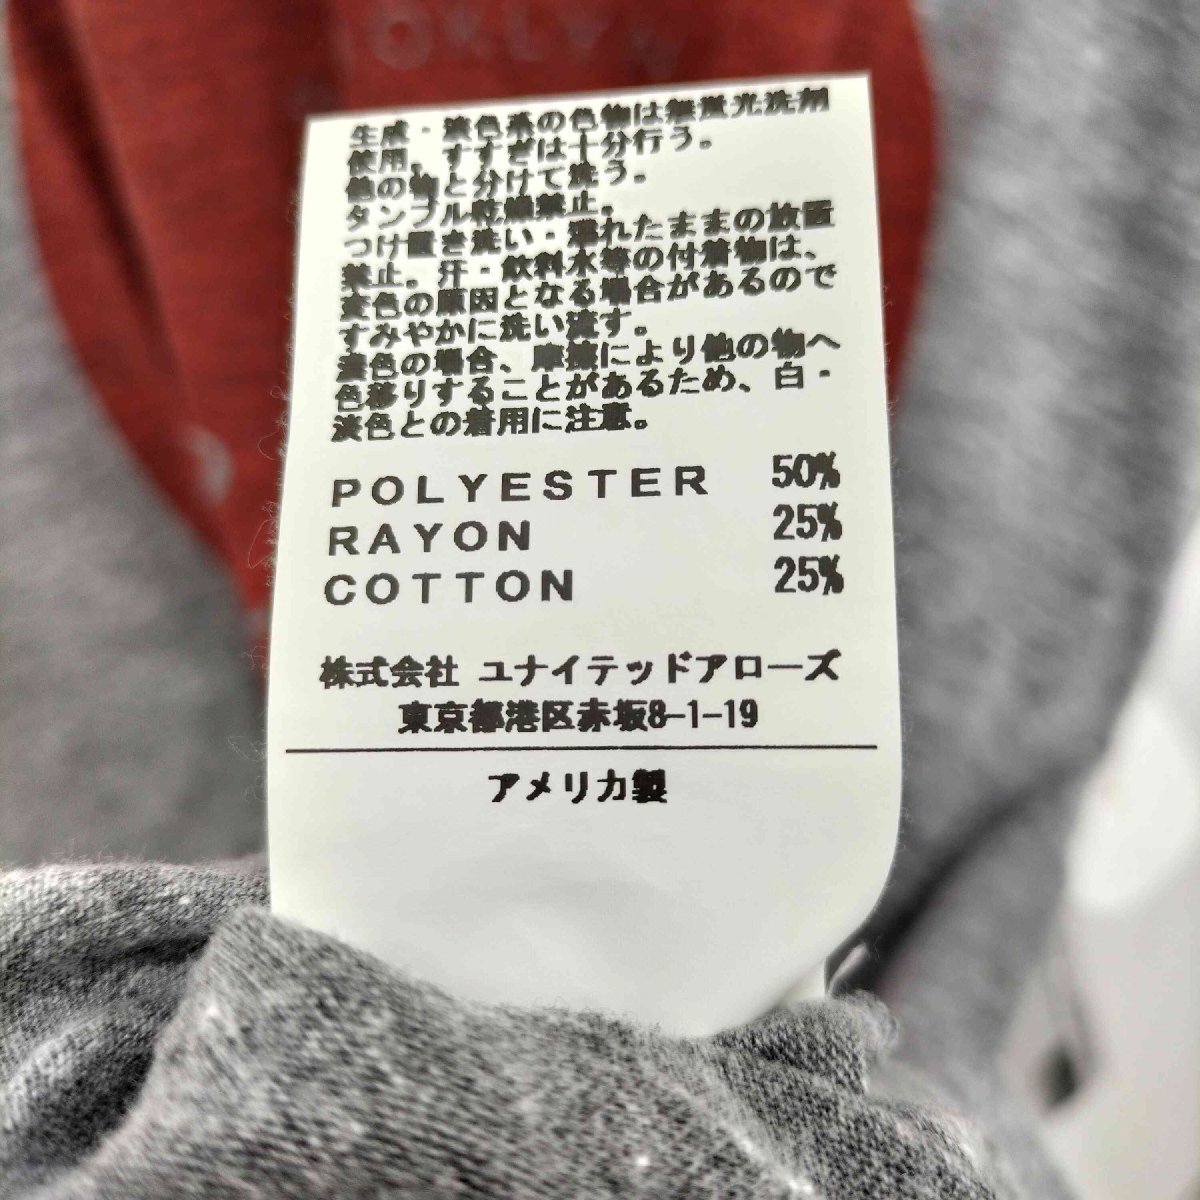 生成・淡色系の色物は無蛍光洗剤
使用。すすぎは十分行う。
他の物と分けて洗う。
タンブル乾燥禁止。
つけ置き洗い・濡れたままの放置
禁止。汗・飲料水等の付着物は、
変色の原因となる場合があるので
すみやかに洗い流す。
濃色の場合、摩擦により他の物へ
色移りすることがあるため、白・
淡色との着用に注意。
POLYESTER 50%
RAYON 25%
COTTON 25%
株式会社 ユナイテッドアローズ
東京都港区赤坂8-1-19
アメリカ製